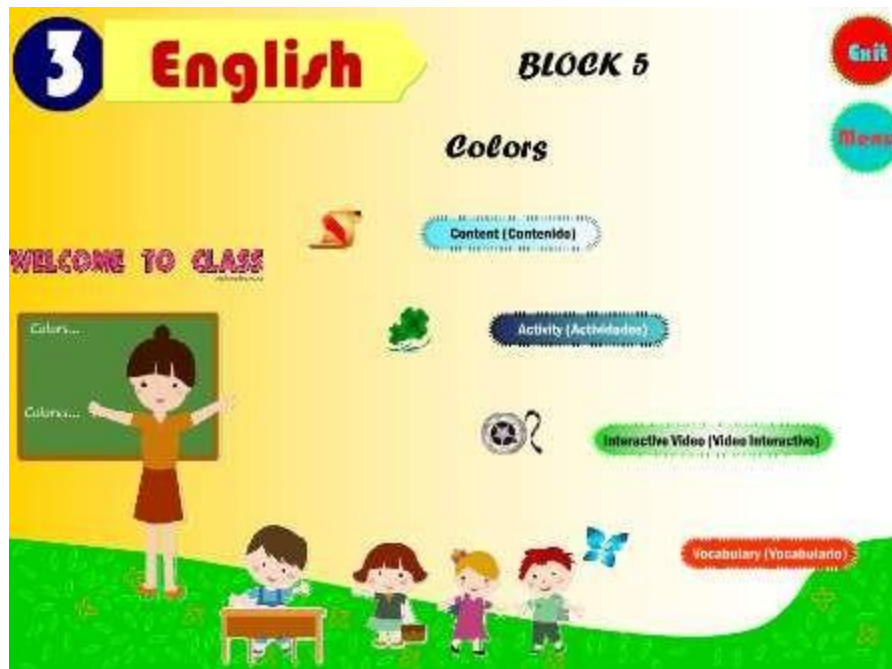 3 English
BLOCK 5
Exit
Menu
Colors
Content (Contenido)
WELCOME TO CLASS
Colors...
Activity (Actividades)
Colores...
Interactive Video (Video Interactivo)
Vocabulary (Vocabulario)